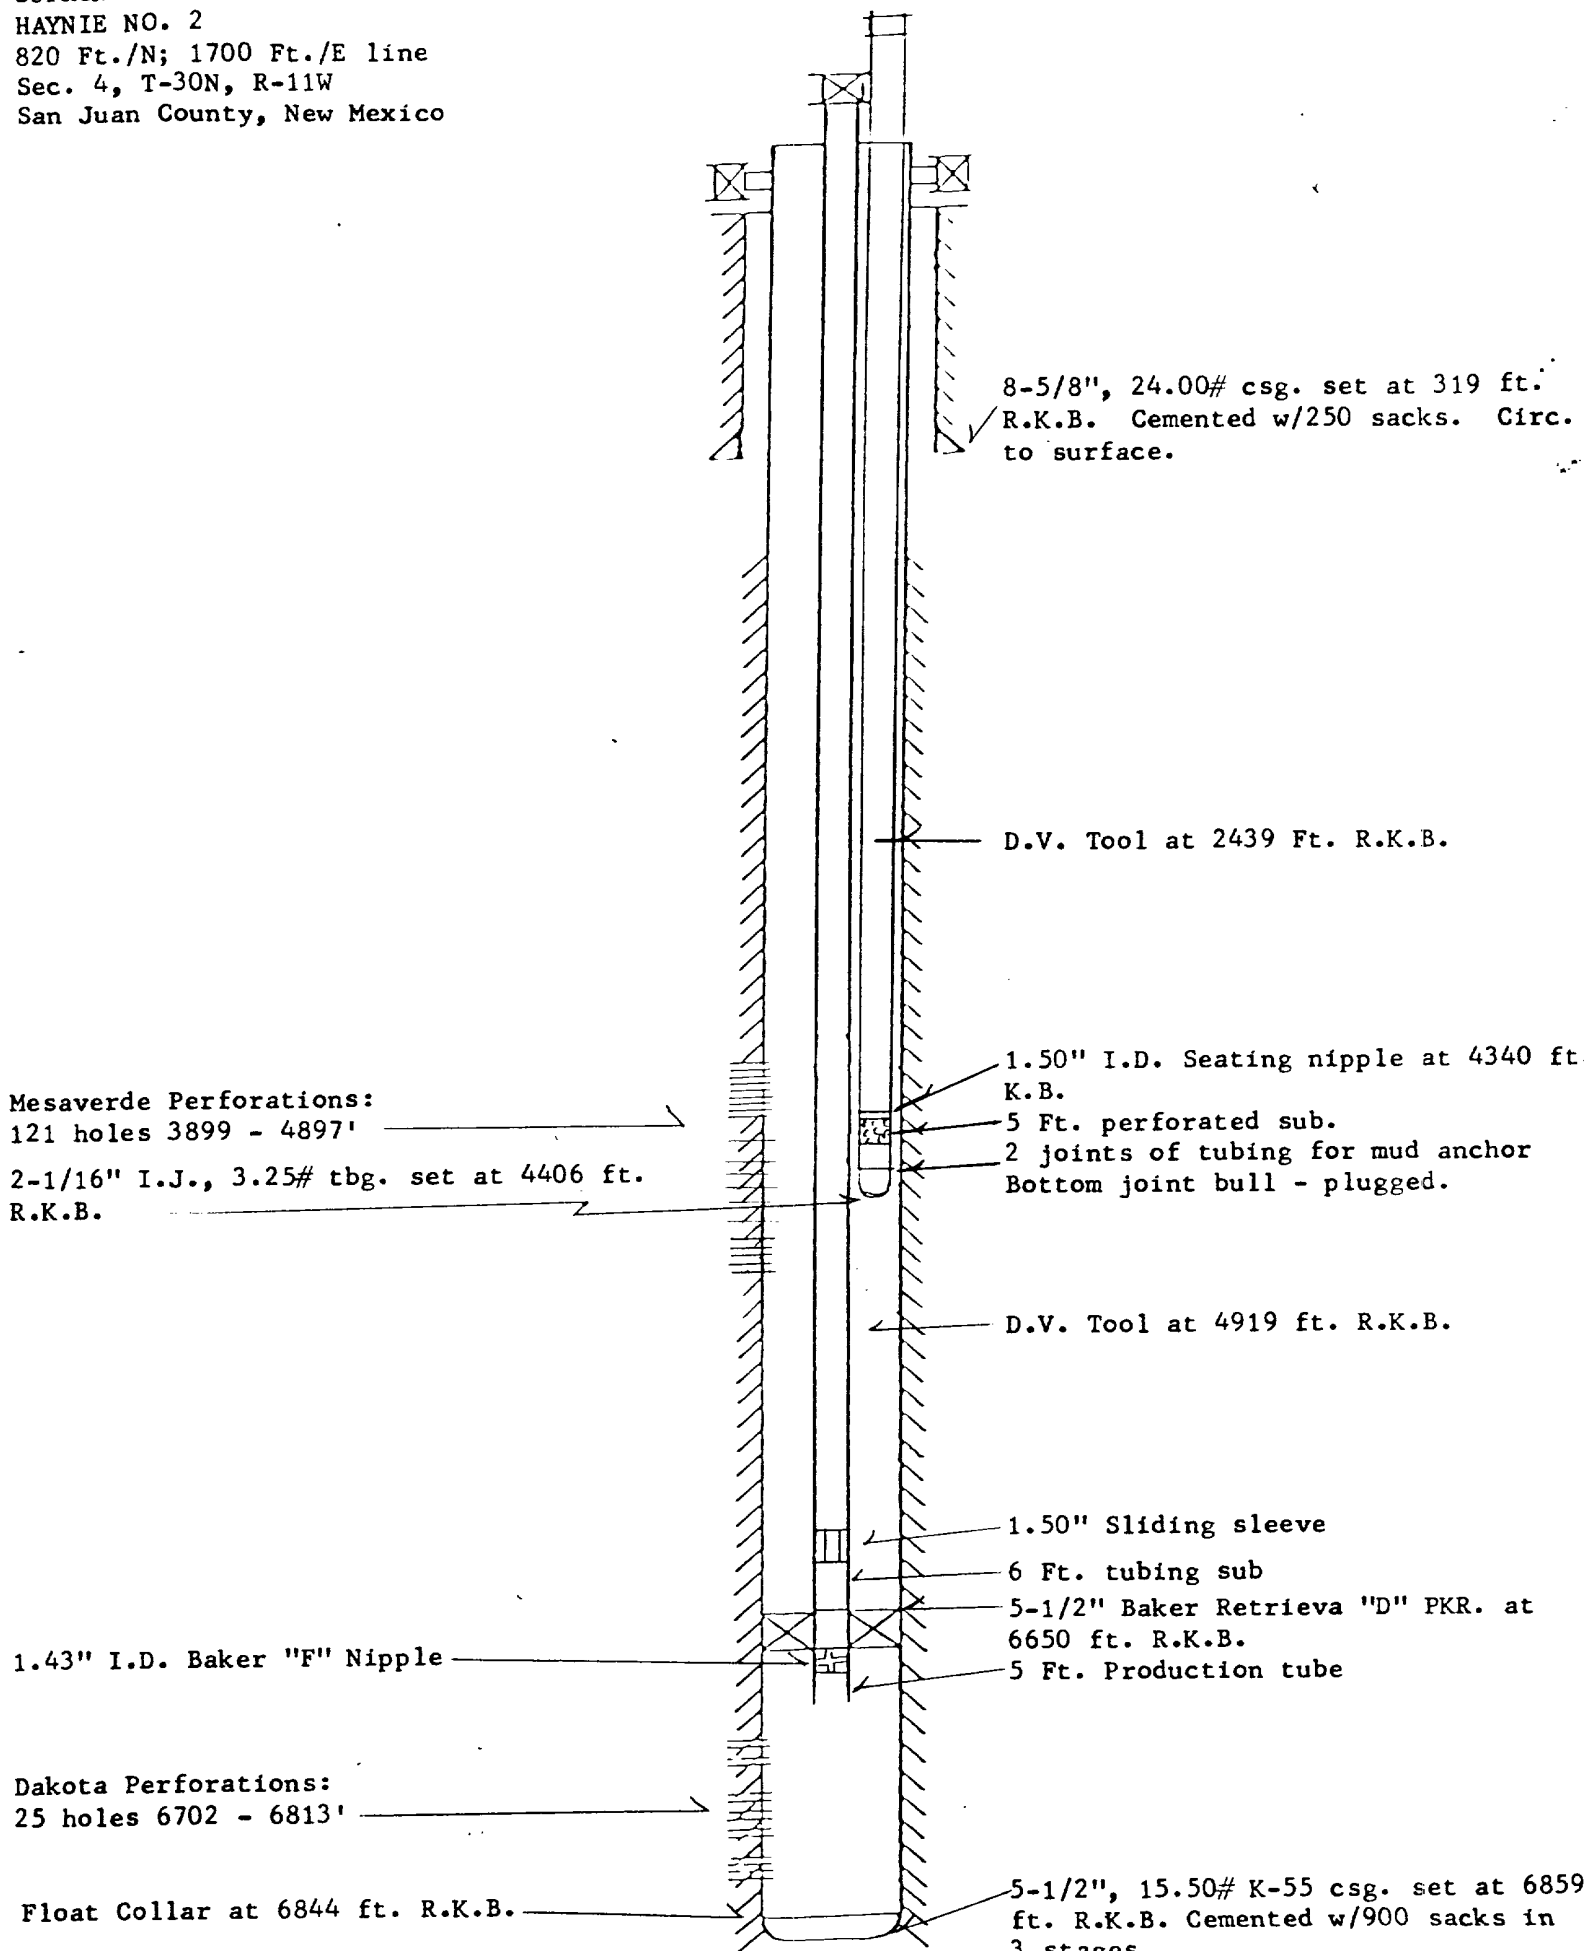 HAYNIE NO. 2
820 Ft./N; 1700 Ft./E line
Sec. 4, T-30N, R-11W
San Juan County, New Mexico
8-5/8", 24.00# csg. set at 319 ft.
R.K.B. Cemented w/250 sacks. Circ.
to surface.
D.V. Tool at 2439 Ft. R.K.B.
1.50" I.D. Seating nipple at 4340 ft.
K.B.
5 Ft. perforated sub.
2 joints of tubing for mud anchor
Bottom joint bull - plugged.
Mesaverde Perforations:
121 holes 3899 - 4897'
2-1/16" I.J., 3.25# tbg. set at 4406 ft.
R.K.B.
D.V. Tool at 4919 ft. R.K.B.
1.50" Sliding sleeve
6 Ft. tubing sub
5-1/2" Baker Retrieva "D" PKR. at
6650 ft. R.K.B.
5 Ft. Production tube
1.43" I.D. Baker "F" Nipple
Dakota Perforations:
25 holes 6702 - 6813'
Float Collar at 6844 ft. R.K.B.
5-1/2", 15.50# K-55 csg. set at 6859
ft. R.K.B. Cemented w/900 sacks in
3 stages